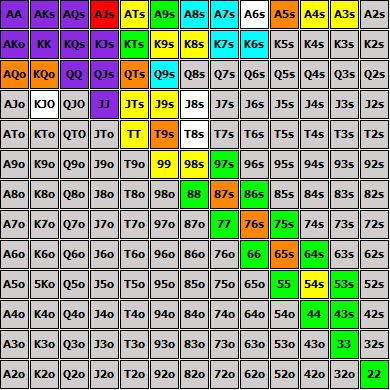 AA AKs AQs AJs ATs A9s A8s A7s A6s A5s A4s A3s A2s
AKo KK KQs KJs KTs K9s K8s K7s K6s K5s K4s K3s K2s
AQo KQo QQ QJs QTs Q9s Q8s Q7s Q6s Q5s Q4s Q3s Q2s
AJo KJO QJO JJ JTs J9s J8s J7s J6s J5s J4s J3s J2s
ATo KTo QTO JTo TT T9s T8s T7s T6s T5s T4s T3s T2s
A9o K9o Q9o J9o T9o 99 98s 97s 96s 95s 94s 93s 92s
A8o K8o Q8o J8o T8o 98o 88 87s 86s 85s 84s 83s 82s
A7o K7o Q7o J7o T7o 97o 87o 77 76s 75s 74s 73s 72s
A6o K6o Q6o J6o T6o 96o 86o 76o 66 65s 64s 63s 62s
A5o 5Ko Q5o J5o T5o 95o 85o 75o 65o 55 54s 53s 52s
A4o K4o Q4o J4o T4o 94o 84o 74o 64o 54o 44 43s 42s
A3o K3o Q3o J3o T3o 93o 83o 73o 63o 53o 43o 33 32s
A2o K2o Q2o J2o T2o 92o 82o 72o 62o 52o 42o 32o 22